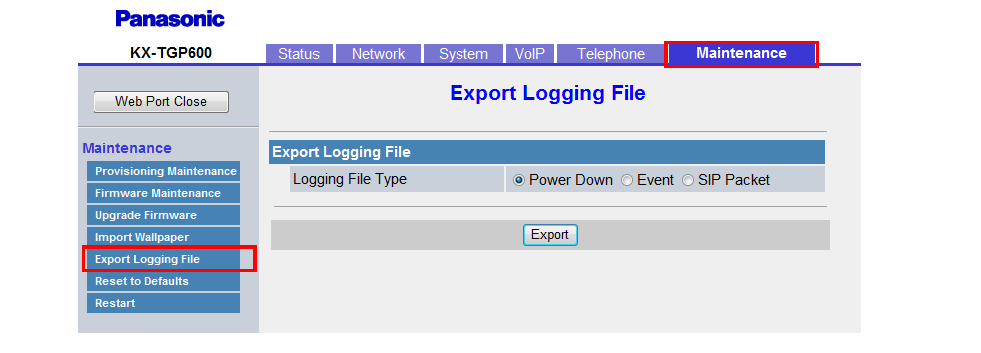 Panasonic
KX-TGP600
Status Network System VoIP Telephone Maintenance
Web Port Close
Export Logging File
Maintenance
Provisioning Maintenance
Firmware Maintenance
Upgrade Firmware
Import Wallpaper
Export Logging File
Reset to Defaults
Restart
Export Logging File
Logging File Type Power Down Event SIP Packet
Export